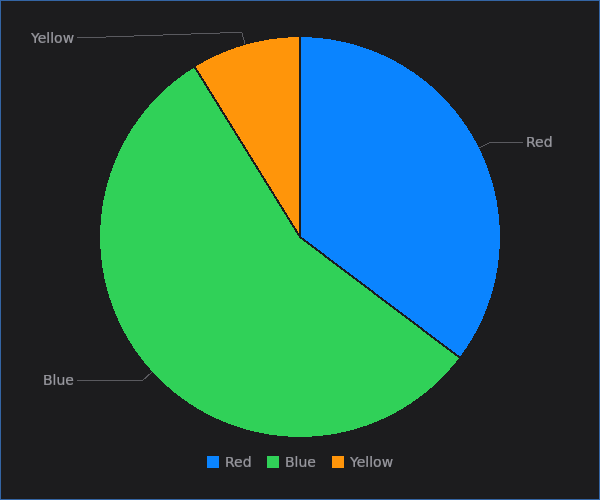 Yellow
Red
Blue
Red Blue Yellow